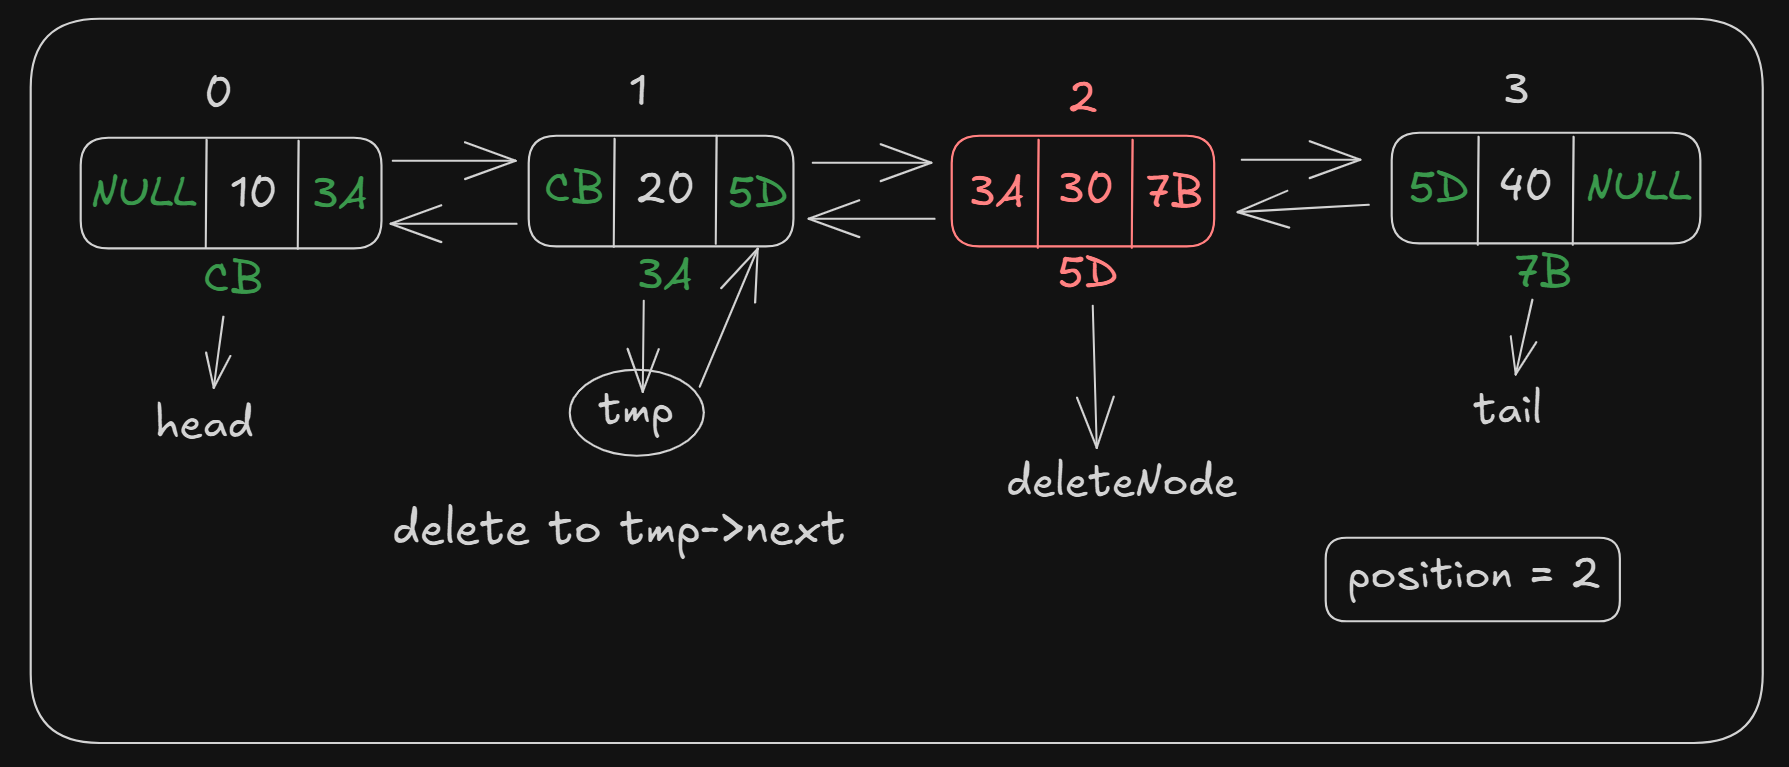 0 1 2 3
NULL 10 3A CB 20 5D 3A 30 7B 5D 40 NULL
CB 3A 5D 7B
head tmp tail
deleteNode
delete to tmp->next
position = 2